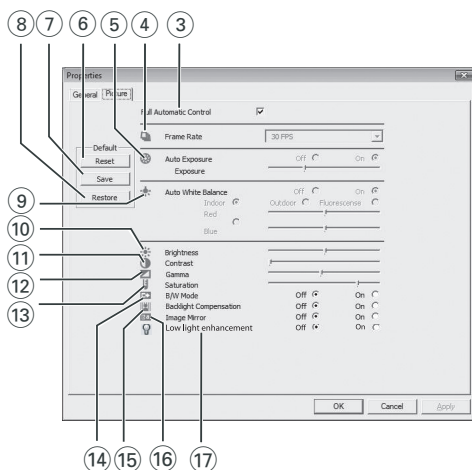 8 7 6 5 4 3
Properties
General Picture
Full Automatic Control
Frame Rate 30 FPS
Default
Reset
Save
Restore
Auto Exposure Off On
Exposure
9
Auto White Balance Off On
Indoor Outdoor Fluorescense
Red
Blue
10
Brightness
11
Contrast
12
Gamma
13
Saturation
B/W Mode Off On
Backlight Compensation Off On
Image Mirror Off On
Low light enhancement Off On
OK Cancel Apply
14 15 16 17